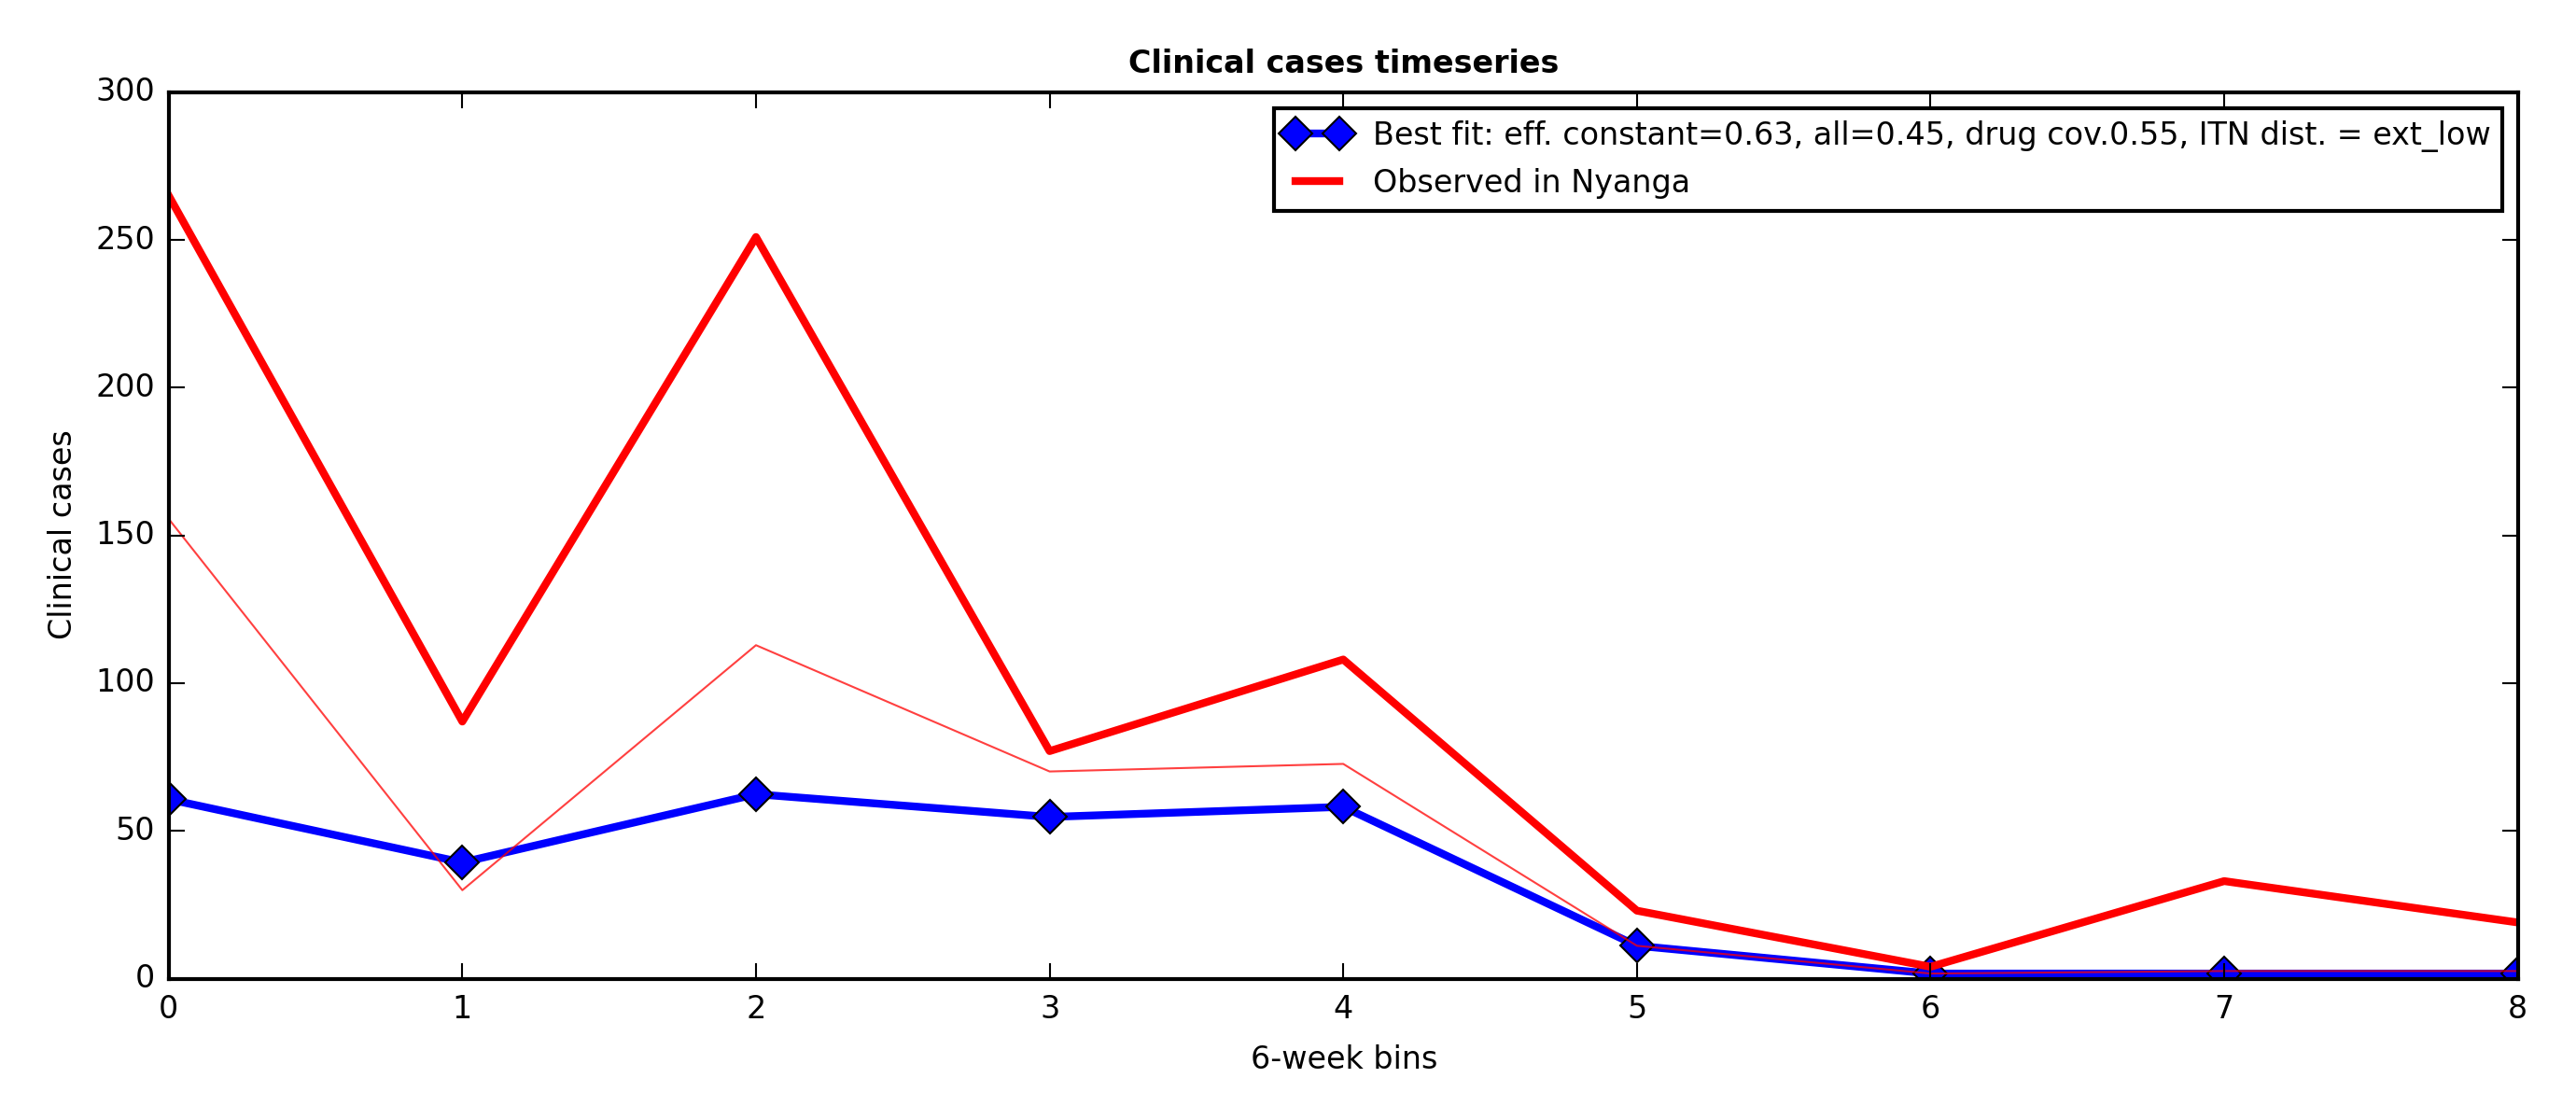 Clinical cases timeseries
300
250
200
150
100
50
0
Clinical cases
Best fit: eff. constant=0.63, all=0.45, drug cov.0.55, ITN dist. = ext_low
Observed in Nyanga
0 1 2 3 4 5 6 7 8
6-week bins